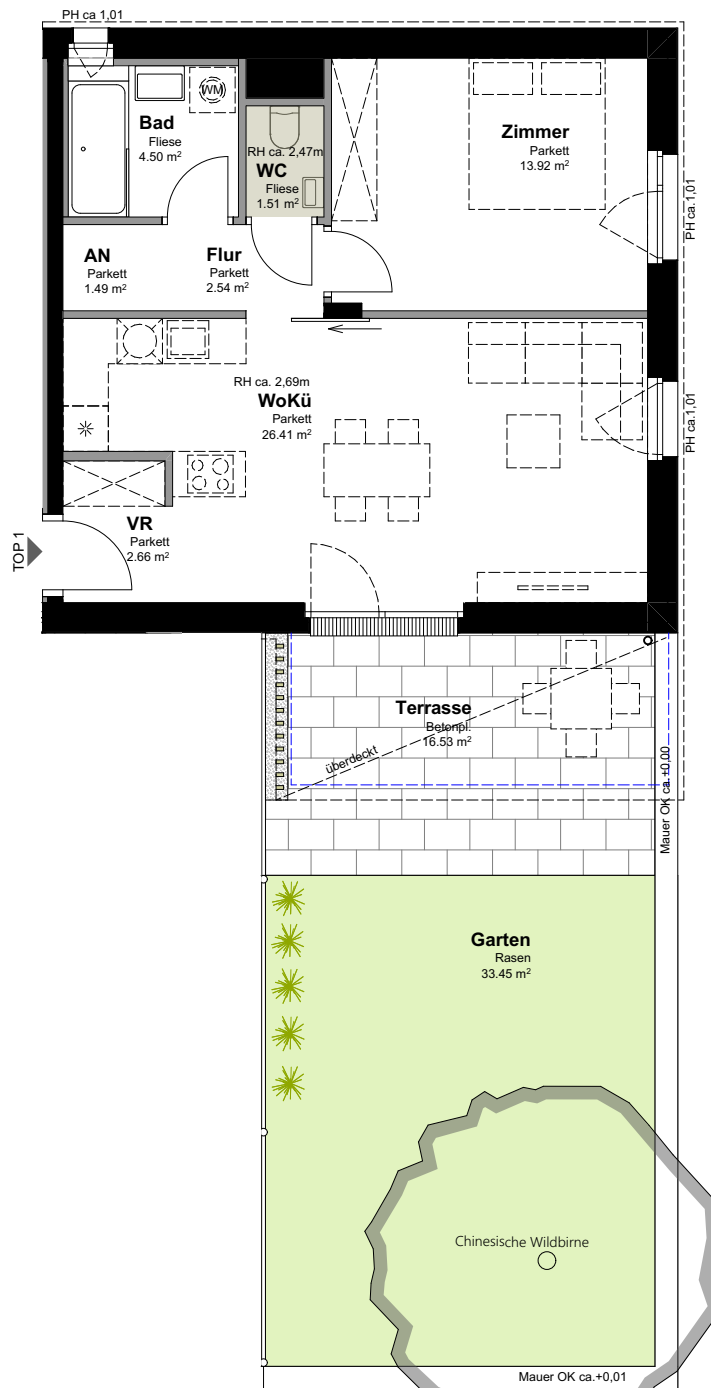 PH ca 1,01
Bad
Fliese
4.50 m²
WM
RH ca. 2,47m
WC
Fliese
1.51 m²
Zimmer
Parkett
13.92 m²
PH ca.1,01
AN
Parkett
1.49 m²
Flur
Parkett
2.54 m²
RH ca. 2,69m
WoKü
Parkett
26.41 m²
PH ca.1,01
VR
Parkett
2.66 m²
TOP 1
Terrasse
Betonpl.
16.53 m²
überdeckt
Mauer OK ca.±0,00
Garten
Rasen
33.45 m²
Chinesische Wildbirne
Mauer OK ca.+0,01